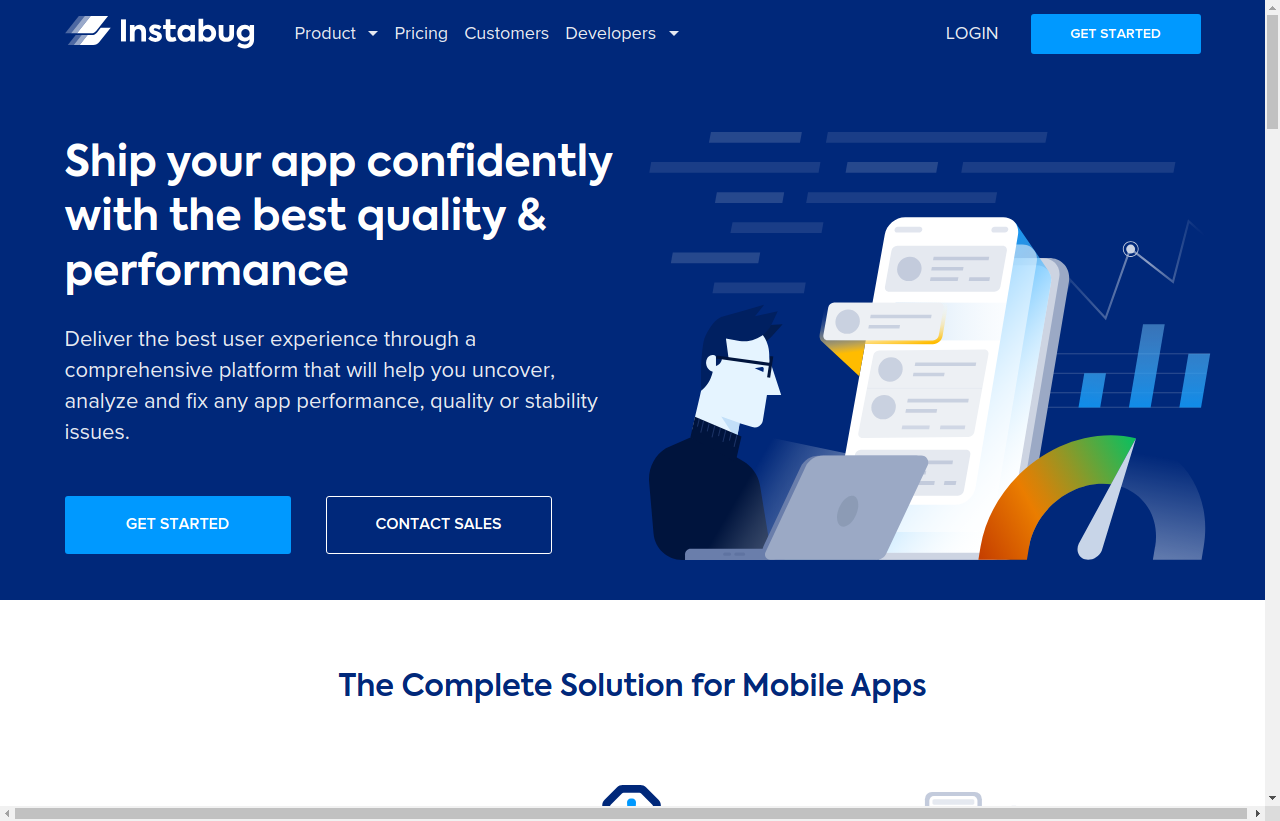 Instabug Product Pricing Customers Developers LOGIN GET STARTED
Ship your app confidently
with the best quality &
performance
Deliver the best user experience through a
comprehensive platform that will help you uncover,
analyze and fix any app performance, quality or stability
issues.
GET STARTED CONTACT SALES
The Complete Solution for Mobile Apps